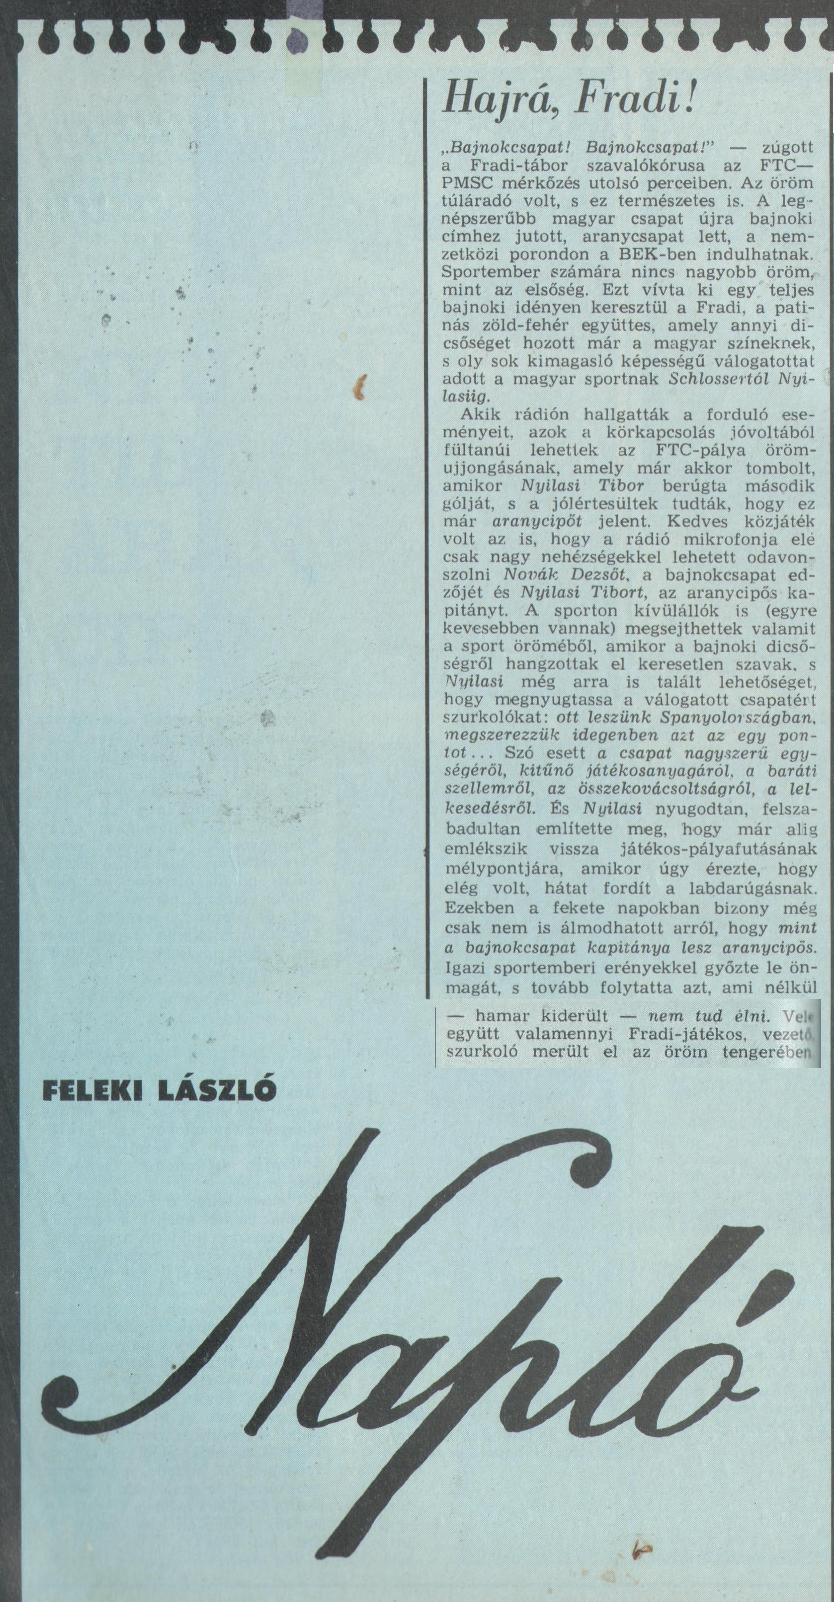 Hajrá, Fradi!
„Bajnokcsapat! Bajnokcsapat!” — zúgott
a Fradi-tábor szavalókórusa az FTC—
PMSC mérkőzés utolsó perceiben. Az öröm
túláradó volt, s ez természetes is. A leg-
népszerűbb magyar csapat újra bajnoki
címhez jutott, aranycsapat lett, a nem-
zetközi porondon a BEK-ben indulhatnak.
Sportember számára nincs nagyobb öröm,
mint az elsőség. Ezt vívta ki egy teljes
bajnoki idényen keresztül a Fradi, a pati-
nás zöld-fehér együttes, amely annyi di-
csőséget hozott már a magyar színeknek,
s oly sok kimagasló képességű válogatottat
adott a magyar sportnak Schlossertól Nyi-
lasiig.
Akik rádión hallgatták a forduló ese-
ményeit, azok a körkapcsolás jóvoltából
fültanúi lehettek az FTC-pálya öröm-
ujjongásának, amely már akkor tombolt,
amikor Nyilasi Tibor berúgta második
gólját, s a jólértesültek tudták, hogy ez
már aranycipőt jelent. Kedves közjáték
volt az is, hogy a rádió mikrofonja elé
csak nagy nehézségekkel lehetett odavon-
szolni Novák Dezsőt, a bajnokcsapat ed-
zőjét és Nyilasi Tibort, az aranycipős ka-
pitányt. A sporton kívülállók is (egyre
kevesebben vannak) megsejthettek valamit
a sport öröméből, amikor a bajnoki dicső-
ségről hangzottak el keresetlen szavak, s
Nyilasi még arra is talált lehetőséget,
hogy megnyugtassa a válogatott csapatért
szurkolókat: ott leszünk Spanyolországban,
megszerezzük idegenben azt az egy pon-
tot... Szó esett a csapat nagyszerű egy-
ségéről, kitűnő játékosanyagáról, a baráti
szellemről, az összekovácsoltságról, a lel-
kesedésről. És Nyilasi nyugodtan, felsza-
badultan említette meg, hogy már alig
emlékszik vissza játékos-pályafutásának
mélypontjára, amikor úgy érezte, hogy
elég volt, hátat fordít a labdarúgásnak.
Ezekben a fekete napokban bizony még
csak nem is álmodhatott arról, hogy mint
a bajnokcsapat kapitánya lesz aranycipős.
Igazi sportemberi erényekkel győzte le ön-
magát, s tovább folytatta azt, ami nélkül
— hamar kiderült — nem tud élni. Vele
együtt valamennyi Fradi-játékos, vezető,
szurkoló merült el az öröm tengerében
FELEKI LÁSZLÓ
Napló